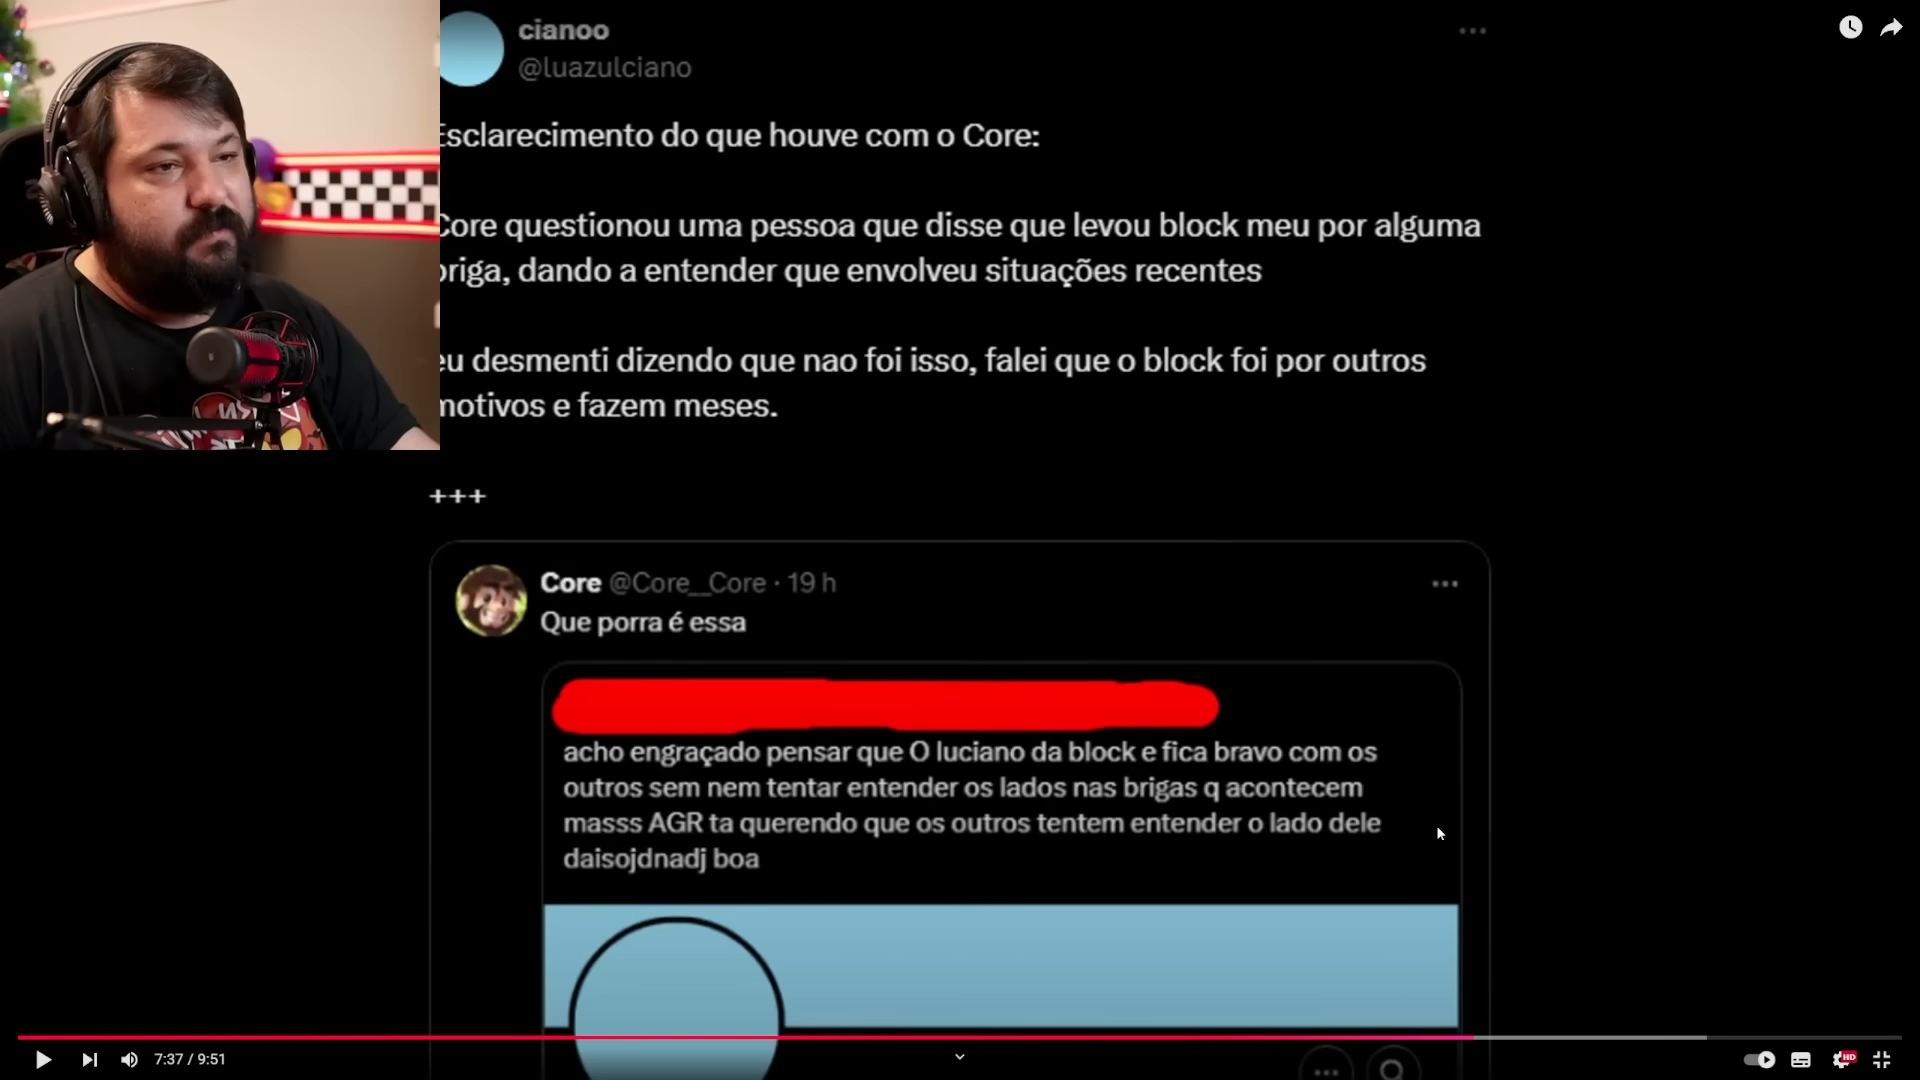 cianoo
@luazulciano
Esclarecimento do que houve com o Core:
Core questionou uma pessoa que disse que levou block meu por alguma
briga, dando a entender que envolveu situações recentes
eu desmenti dizendo que nao foi isso, falei que o block foi por outros
motivos e fazem meses.
+++
Core @Core__Core · 19 h
Que porra é essa
acho engraçado pensar que O luciano da block e fica bravo com os
outros sem nem tentar entender os lados nas brigas q acontecem
masss AGR ta querendo que os outros tentem entender o lado dele
daisojdnadj boa
7:37 / 9:51
HD